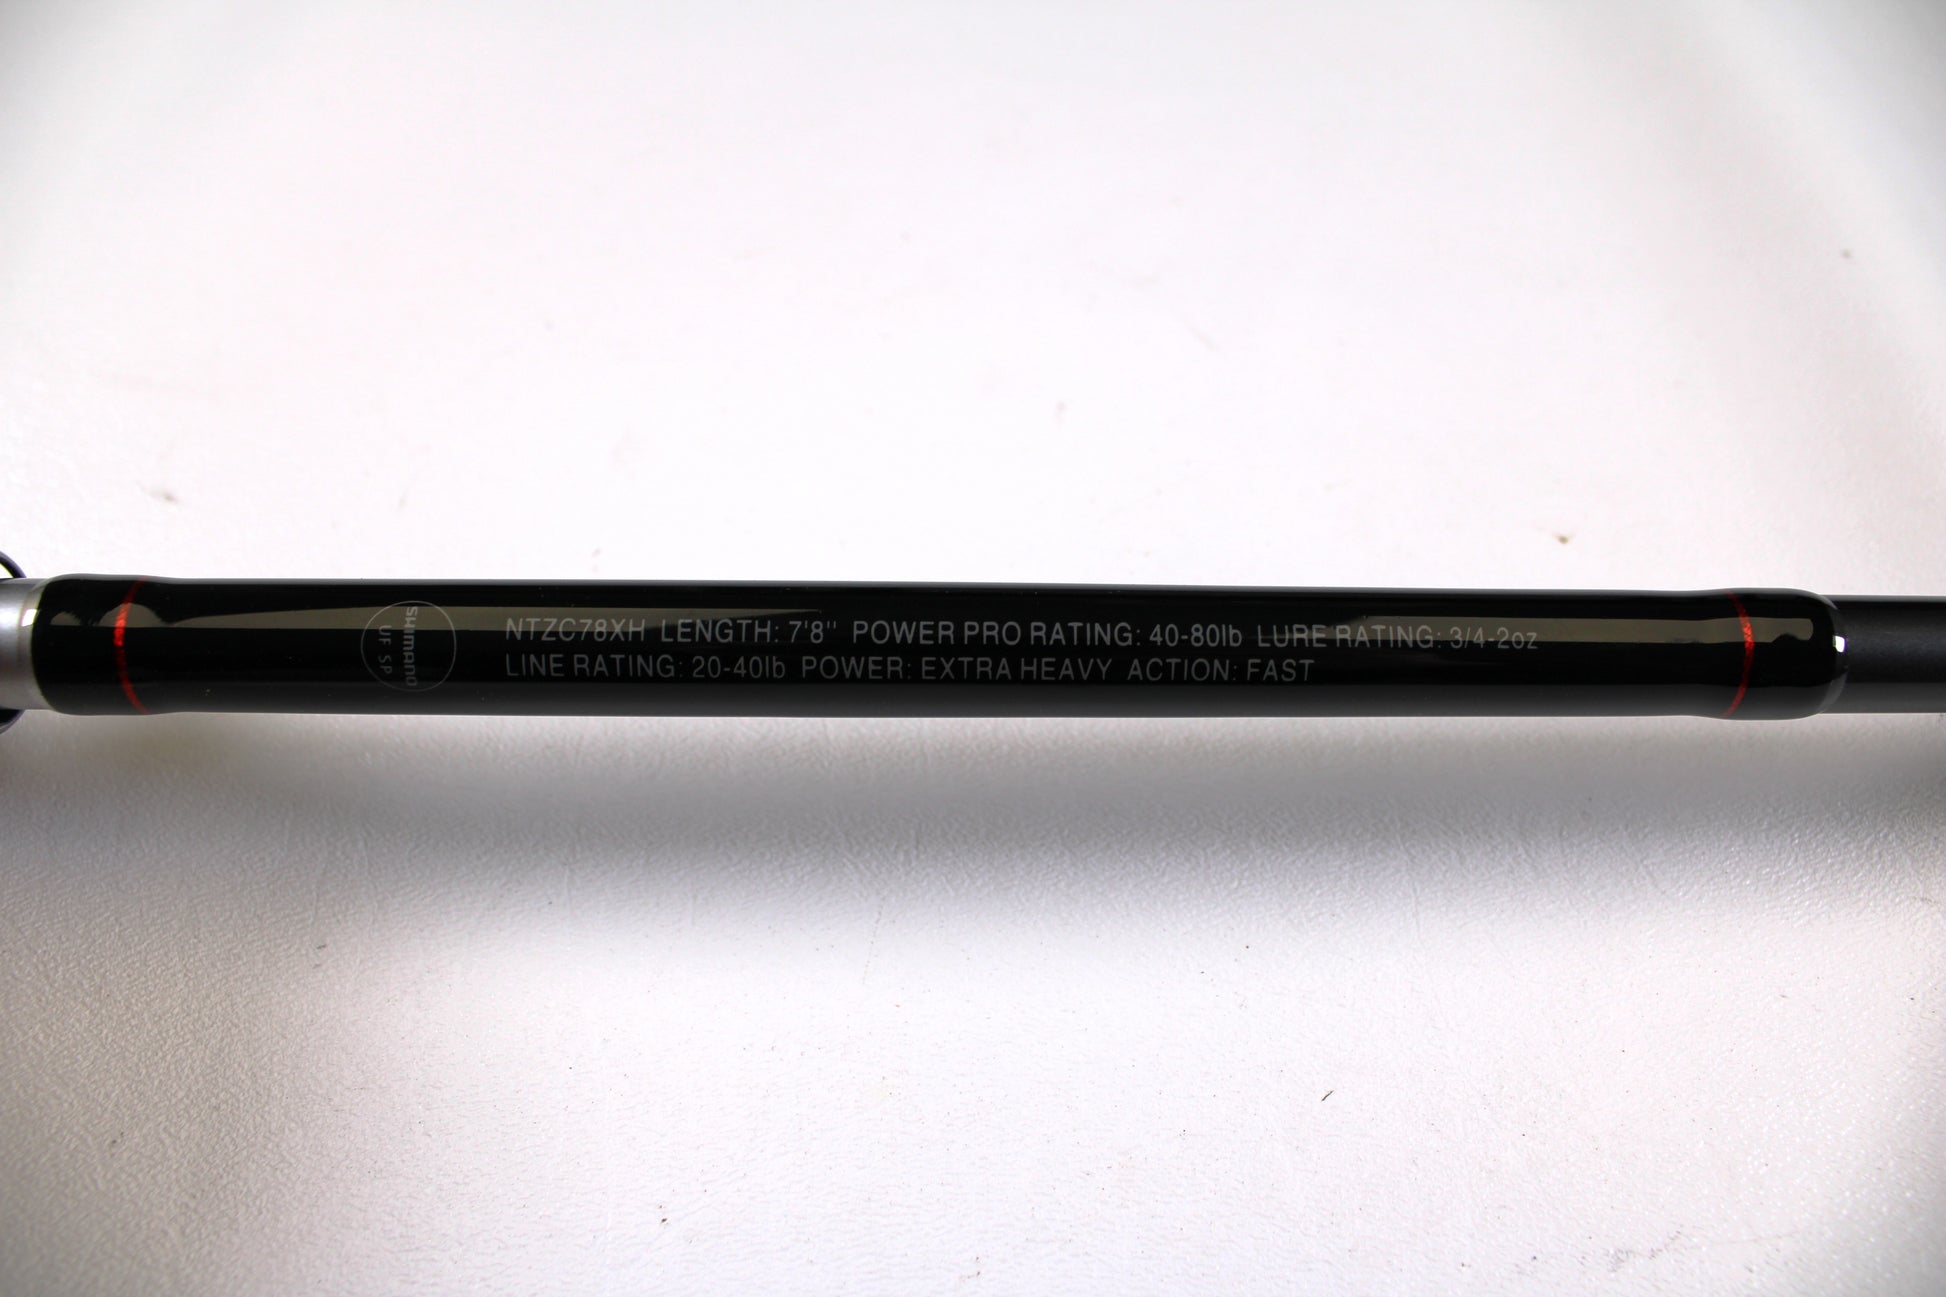 SHIMANO
UF SP
NTZC78XH LENGTH: 7'8" POWER PRO RATING: 40-80lb LURE RATING: 3/4-2oz
LINE RATING: 20-40lb POWER: EXTRA HEAVY ACTION: FAST